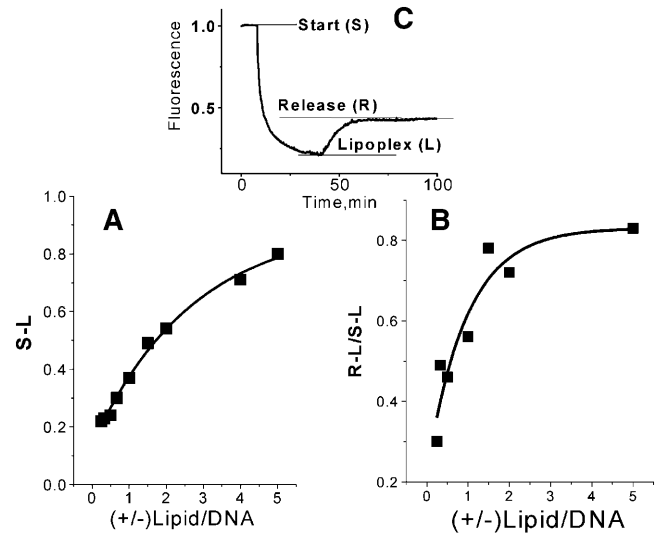 C
Fluorescence
1.0
0.5
Start (S)
Release (R)
Lipoplex (L)
0 50 100
Time,min
A
S-L
1.0
0.8
0.6
0.4
0.2
0.0
0 1 2 3 4 5
(+/-)Lipid/DNA
B
R-L/S-L
0.8
0.6
0.4
0.2
0 1 2 3 4 5
(+/-)Lipid/DNA